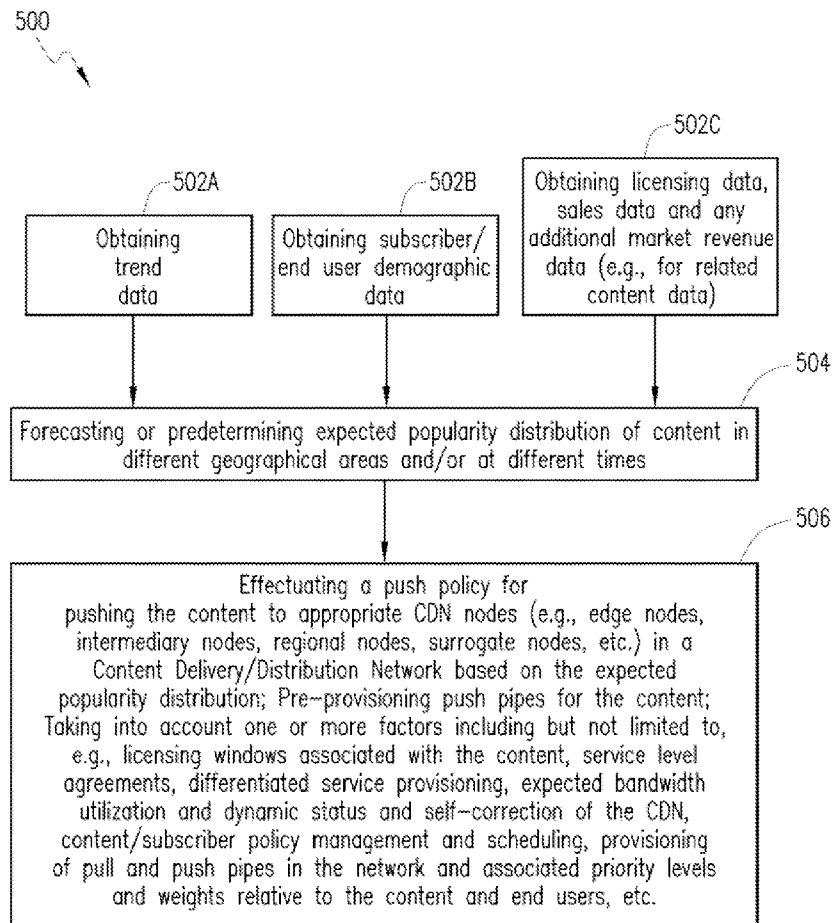 500
502A
502B
502C
Obtaining
trend
data
Obtaining subscriber/
end user demographic
data
Obtaining licensing data,
sales data and any
additional market revenue
data (e.g., for related
content data)
504
Forecasting or predetermining expected popularity distribution of content in
different geographical areas and/or at different times
506
Effectuating a push policy for
pushing the content to appropriate CDN nodes (e.g., edge nodes,
intermediary nodes, regional nodes, surrogate nodes, etc.) in a
Content Delivery/Distribution Network based on the expected
popularity distribution; Pre-provisioning push pipes for the content;
Taking into account one or more factors including but not limited to,
e.g., licensing windows associated with the content, service level
agreements, differentiated service provisioning, expected bandwidth
utilization and dynamic status and self-correction of the CDN,
content/subscriber policy management and scheduling, provisioning
of pull and push pipes in the network and associated priority levels
and weights relative to the content and end users, etc.